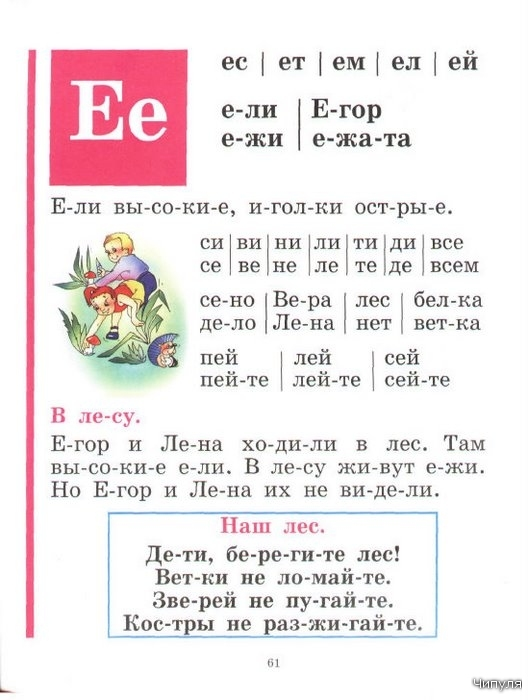 Ее
ес | ет | ем | ел | ей
е-ли | Е-гор
е-жи | е-жа-та
Е-ли вы-со-ки-е, и-гол-ки ост-ры-е.
си | ви | ни | ли | ти | ди | все
се | ве | не | ле | те | де | всем
се-но | Ве-ра | лес | бел-ка
де-ло | Ле-на | нет | вет-ка
пей | лей | сей
пей-те | лей-те | сей-те
В ле-су.
Е-гор и Ле-на хо-ди-ли в лес. Там
вы-со-ки-е е-ли. В ле-су жи-вут е-жи.
Но Е-гор и Ле-на их не ви-де-ли.
Наш лес.
Де-ти, бе-ре-ги-те лес!
Вет-ки не ло-май-те.
Зве-рей не пу-гай-те.
Кос-тры не раз-жи-гай-те.
61
Чипуля